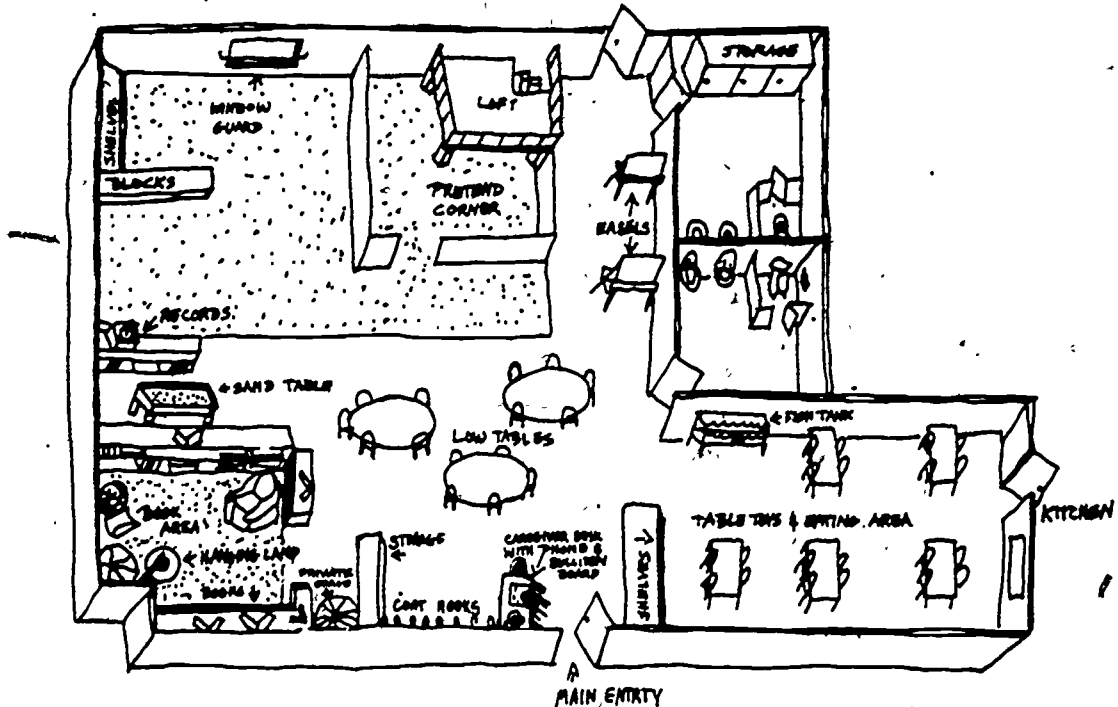 STORAGE
WINDOW
GUARD
LOFT
SHELVES
BLOCKS
PRETEND
CORNER
EASELS
RECORDS
SAND TABLE
FISH TANK
LOW TABLES
BOOK
AREA
TABLE TOYS & EATING AREA
KITCHEN
HANGING LAMP
STORAGE
CAREGIVER DESK
WITH PHONE &
BULLETIN
BOARD
SHELVES
PRIVATE
SPACE
BOOKS
COAT HOOKS
MAIN ENTRY